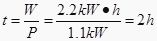 t = W/P = 2.2kW●h/1.1kW = 2h